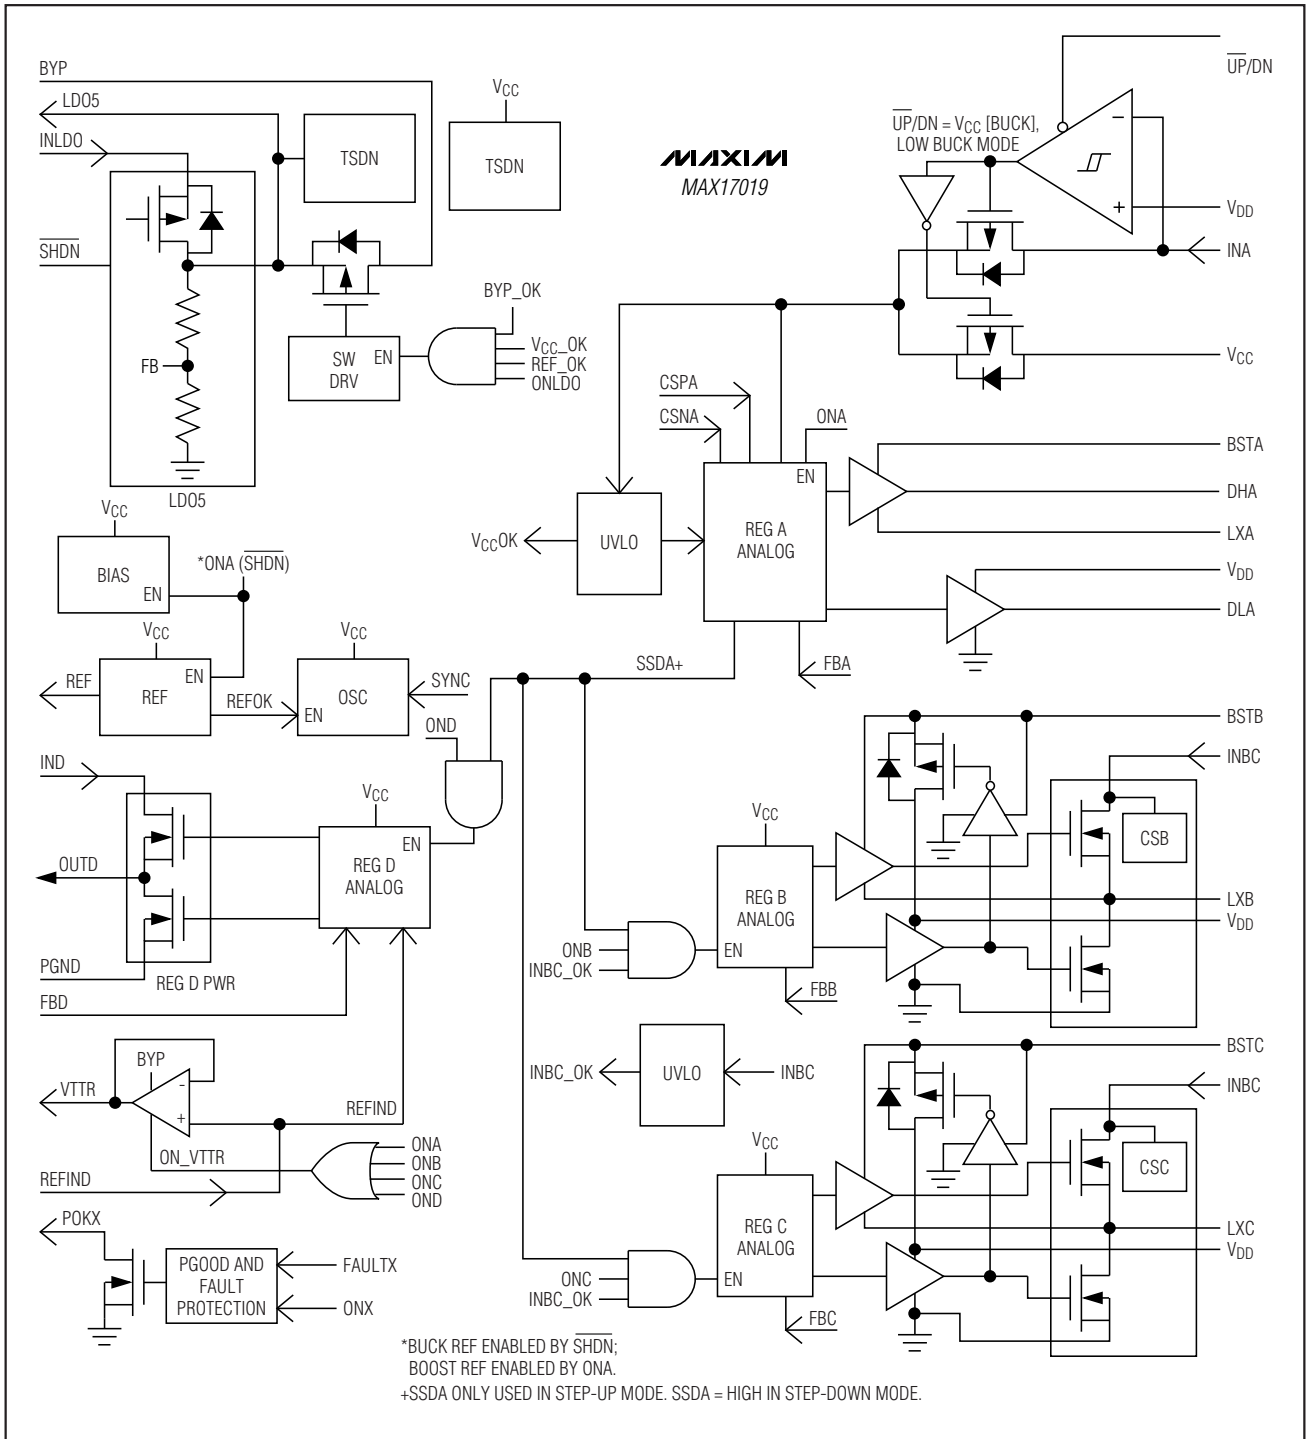 BYP
LDO5
INLDO
SHDN
TSDN
VCC
TSDN
MAXIM
MAX17019
UP/DN
UP/DN = VCC [BUCK],
LOW BUCK MODE
VDD
INA
VCC
BYP_OK
VCC_OK
REF_OK
ONLDO
SW
DRV
EN
FB
LDO5
CSPA
CSNA
ONA
EN
REG A
ANALOG
UVLO
VCCOK
BSTA
DHA
LXA
VDD
DLA
FBA
SSDA+
VCC
BIAS
EN
*ONA (SHDN)
VCC
REF
EN
REF
REFOK
VCC
OSC
EN
SYNC
OND
IND
OUTD
PGND
REG D PWR
FBD
VCC
EN
REG D
ANALOG
BSTB
INBC
CSB
LXB
VDD
VCC
REG B
ANALOG
EN
ONB
INBC_OK
FBB
INBC_OK
UVLO
INBC
BYP
-
+
VTTR
REFIND
ON_VTTR
ONA
ONB
ONC
OND
REFIND
BSTC
INBC
CSC
LXC
VDD
VCC
REG C
ANALOG
EN
ONC
INBC_OK
FBC
POKX
PGOOD AND
FAULT
PROTECTION
FAULTX
ONX
*BUCK REF ENABLED BY SHDN;
BOOST REF ENABLED BY ONA.
+SSDA ONLY USED IN STEP-UP MODE. SSDA = HIGH IN STEP-DOWN MODE.